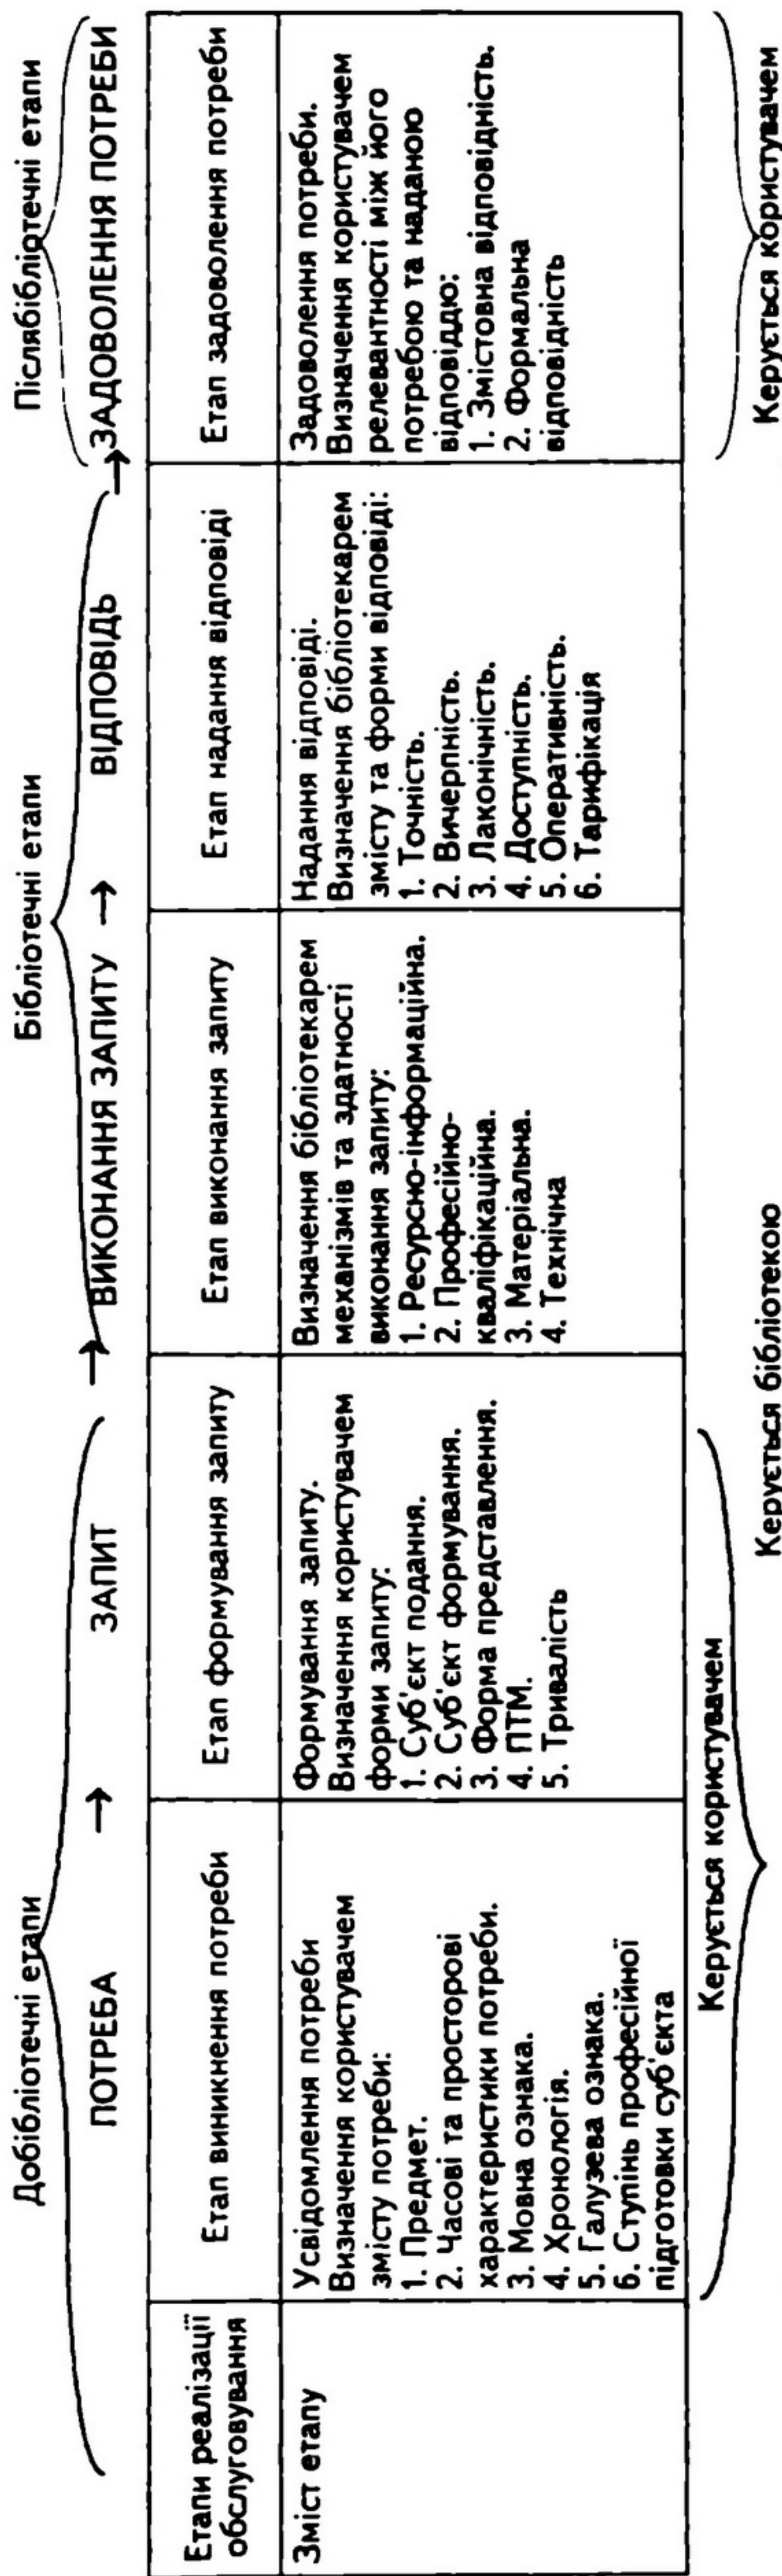 Добібліотечні етапи
Бібліотечні етапи
Післябібліотечні етапи
ПОТРЕБА → ЗАПИТ → ВИКОНАННЯ ЗАПИТУ → ВІДПОВІДЬ → ЗАДОВОЛЕННЯ ПОТРЕБИ
Етапи реалізації
обслуговування
Етап виникнення потреби
Етап формування запиту
Етап виконання запиту
Етап надання відповіді
Етап задоволення потреби
Зміст етапу
Усвідомлення потреби
Визначення користувачем
змісту потреби:
1. Предмет.
2. Часові та просторові
характеристики потреби.
3. Мовна ознака.
4. Хронологія.
5. Галузева ознака.
6. Ступінь професійної
підготовки суб'єкта
Формування запиту.
Визначення користувачем
форми запиту:
1. Суб'єкт подання.
2. Суб'єкт формування.
3. Форма представлення.
4. ПТМ.
5. Тривалість
Визначення бібліотекарем
механізмів та здатності
виконання запиту:
1. Ресурсно-інформаційна.
2. Професійно-
кваліфікаційна.
3. Матеріальна.
4. Технічна
Надання відповіді.
Визначення бібліотекарем
змісту та форми відповіді:
1. Точність.
2. Вичерпність.
3. Лаконічність.
4. Доступність.
5. Оперативність.
6. Тарифікація
Задоволення потреби.
Визначення користувачем
релевантності між його
потребою та наданою
відповіддю:
1. Змістовна відповідність.
2. Формальна
відповідність
Керується користувачем
Керується бібліотекою
Керується користувачем